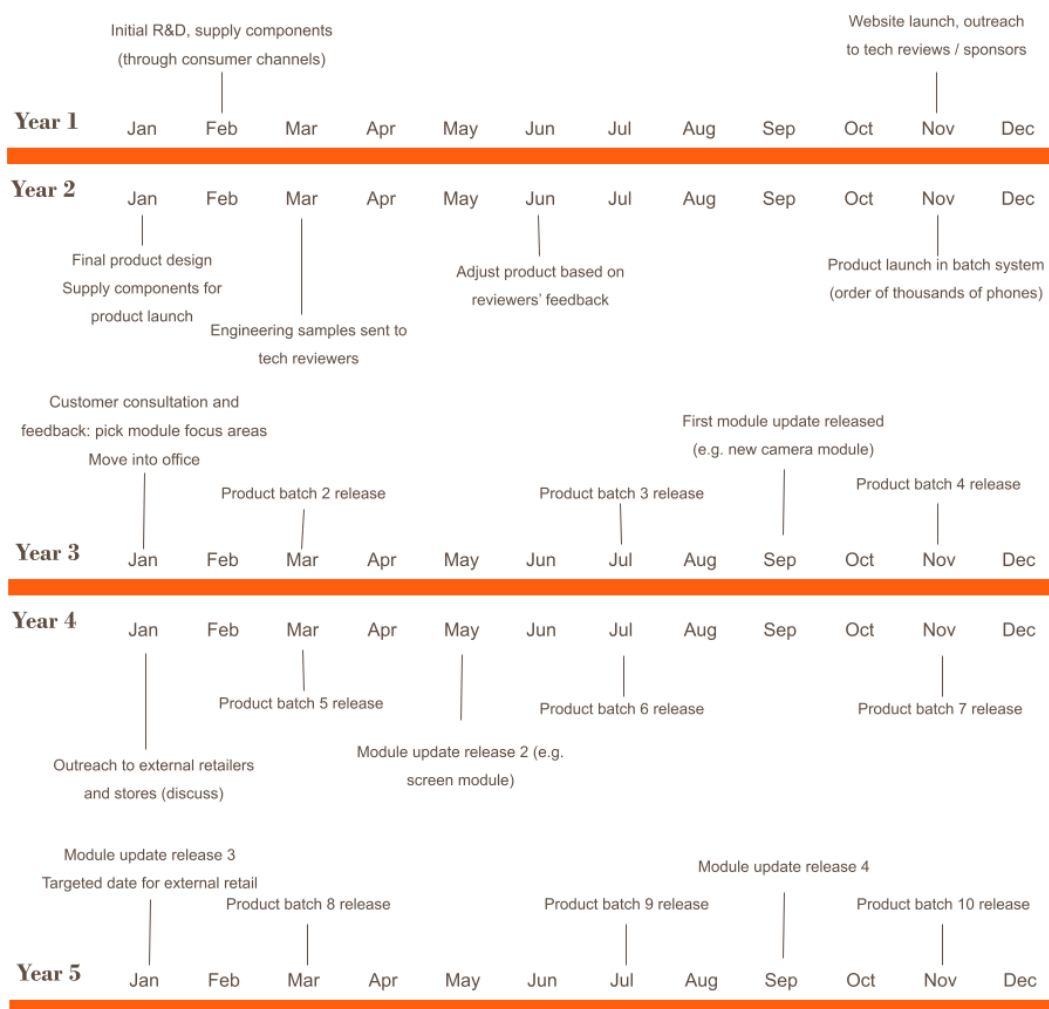 Initial R&D, supply components
(through consumer channels)
Website launch, outreach
to tech reviews / sponsors
Year 1
Jan Feb Mar Apr May Jun Jul Aug Sep Oct Nov Dec
Year 2
Jan Feb Mar Apr May Jun Jul Aug Sep Oct Nov Dec
Final product design
Supply components for
product launch
Engineering samples sent to
tech reviewers
Adjust product based on
reviewers' feedback
Product launch in batch system
(order of thousands of phones)
Customer consultation and
feedback: pick module focus areas
Move into office
Product batch 2 release
Product batch 3 release
First module update released
(e.g. new camera module)
Product batch 4 release
Year 3
Jan Feb Mar Apr May Jun Jul Aug Sep Oct Nov Dec
Year 4
Jan Feb Mar Apr May Jun Jul Aug Sep Oct Nov Dec
Outreach to external retailers
and stores (discuss)
Product batch 5 release
Module update release 2 (e.g.
screen module)
Product batch 6 release
Product batch 7 release
Module update release 3
Targeted date for external retail
Product batch 8 release
Product batch 9 release
Module update release 4
Product batch 10 release
Year 5
Jan Feb Mar Apr May Jun Jul Aug Sep Oct Nov Dec